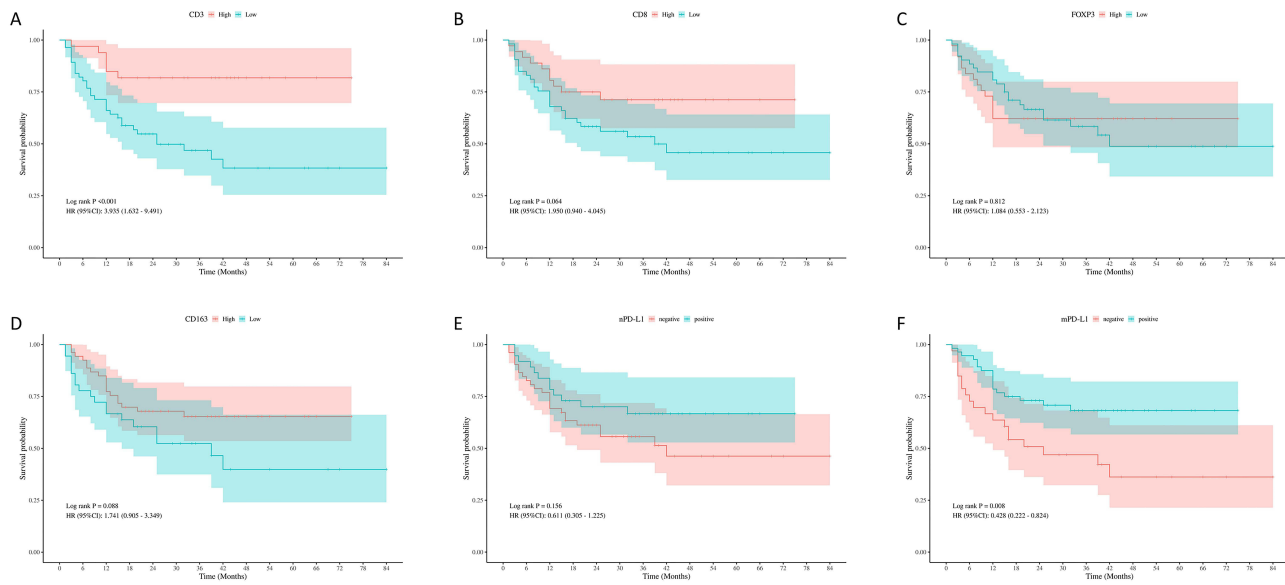 A
CD3 High Low
1.00
0.75
0.50
0.25
0.00
Survival probability
Log rank P <0.001
HR (95%CI): 3.935 (1.632 - 9.491)
0 6 12 18 24 30 36 42 48 54 60 66 72 78 84
Time (Months)
B
CD8 High Low
1.00
0.75
0.50
0.25
0.00
Survival probability
Log rank P = 0.064
HR (95%CI): 1.950 (0.940 - 4.045)
0 6 12 18 24 30 36 42 48 54 60 66 72 78 84
Time (Months)
C
FOXP3 High Low
1.00
0.75
0.50
0.25
0.00
Survival probability
Log rank P = 0.812
HR (95%CI): 1.084 (0.553 - 2.123)
0 6 12 18 24 30 36 42 48 54 60 66 72 78 84
Time (Months)
D
CD163 High Low
1.00
0.75
0.50
0.25
0.00
Survival probability
Log rank P = 0.088
HR (95%CI): 1.741 (0.905 - 3.349)
0 6 12 18 24 30 36 42 48 54 60 66 72 78 84
Time (Months)
E
nPD-L1 negative positive
1.00
0.75
0.50
0.25
0.00
Survival probability
Log rank P = 0.156
HR (95%CI): 0.611 (0.305 - 1.225)
0 6 12 18 24 30 36 42 48 54 60 66 72 78 84
Time (Months)
F
mPD-L1 negative positive
1.00
0.75
0.50
0.25
0.00
Survival probability
Log rank P = 0.008
HR (95%CI): 0.428 (0.222 - 0.824)
0 6 12 18 24 30 36 42 48 54 60 66 72 78 84
Time (Months)